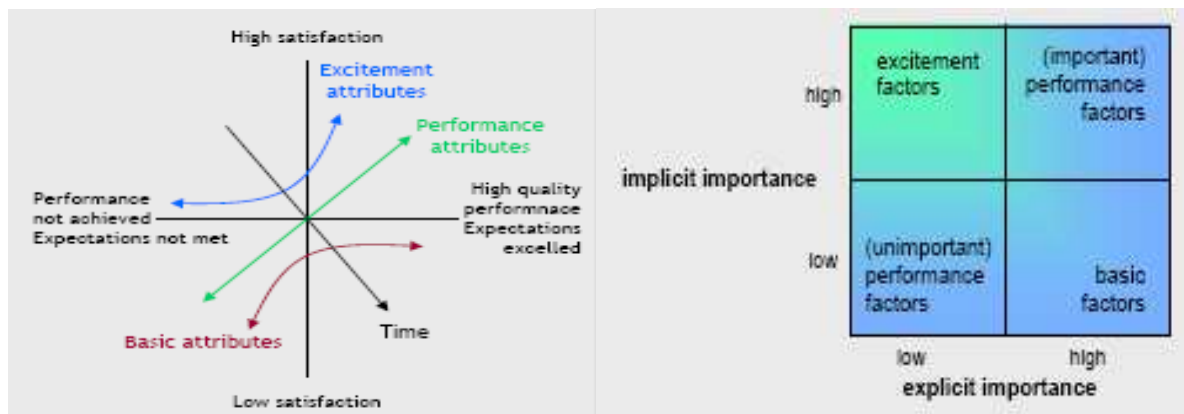 High satisfaction
Excitement
attributes
Performance
attributes
Performance
not achieved
Expectations not met
High quality
performnace
Expectations
excelled
Time
Basic attributes
Low satisfaction
implicit importance
high
low
excitement
factors
(important)
performance
factors
(unimportant)
performance
factors
basic
factors
low
high
explicit importance